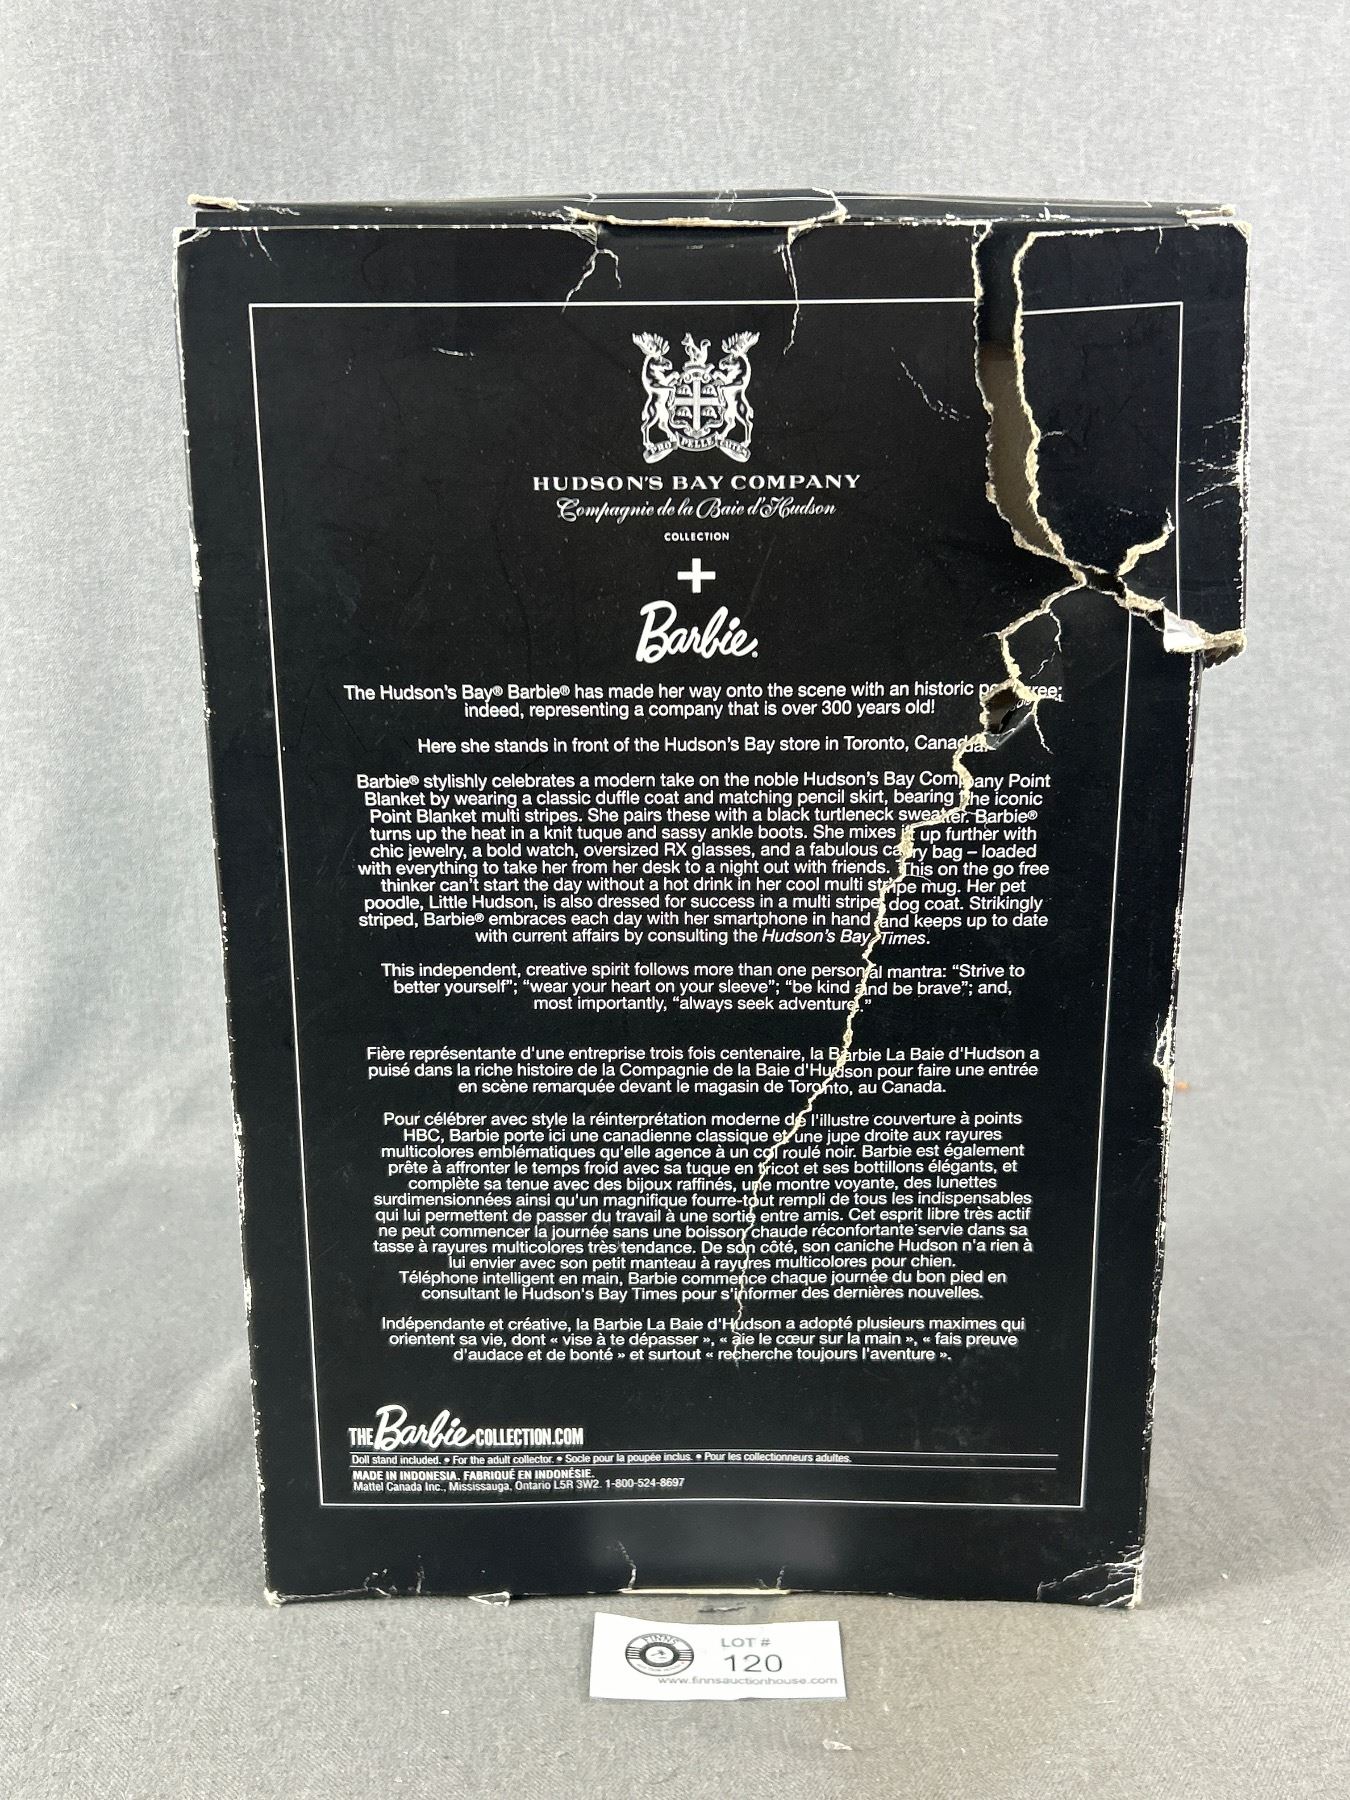 PRO PELLE CUTEM
HUDSON'S BAY COMPANY
Compagnie de la Baie d'Hudson
COLLECTION
+
Barbie.
The Hudson's Bay® Barbie® has made her way onto the scene with an historic
indeed, representing a company that is over 300 years old!
Here she stands in front of the Hudson's Bay store in Toronto, Canada.
Barbie® stylishly celebrates a modern take on the noble Hudson's Bay Company Point
Blanket by wearing a classic duffle coat and matching pencil skirt, bearing the iconic
Point Blanket multi stripes. She pairs these with a black turtleneck sweater. Barbie®
turns up the heat in a knit tuque and sassy ankle boots. She mixes it up further with
chic jewelry, a bold watch, oversized RX glasses, and a fabulous carry bag – loaded
with everything to take her from her desk to a night out with friends. This on the go free
thinker can't start the day without a hot drink in her cool multi stripe mug. Her pet
poodle, Little Hudson, is also dressed for success in a multi stripe dog coat. Strikingly
striped, Barbie® embraces each day with her smartphone in hand and keeps up to date
with current affairs by consulting the Hudson's Bay Times.
This independent, creative spirit follows more than one personal mantra: “Strive to
better yourself”; “wear your heart on your sleeve”; “be kind and be brave”; and,
most importantly, “always seek adventure.”
Fière représentante d'une entreprise trois fois centenaire, la Barbie La Baie d'Hudson a
puisé dans la riche histoire de la Compagnie de la Baie d'Hudson pour faire une entrée
en scène remarquée devant le magasin de Toronto, au Canada.
Pour célébrer avec style la réinterprétation moderne de l'illustre couverture à points
HBC, Barbie porte ici une canadienne classique et une jupe droite aux rayures
multicolores emblématiques qu'elle agence à un col roulé noir. Barbie est également
prête à affronter le temps froid avec sa tuque en tricot et ses bottillons élégants, et
complète sa tenue avec des bijoux raffinés, une montre voyante, des lunettes
surdimensionnées ainsi qu'un magnifique fourre-tout rempli de tous les indispensables
qui lui permettent de passer du travail à une sortie entre amis. Cet esprit libre très actif
ne peut commencer la journée sans une boisson chaude réconfortante servie dans sa
tasse à rayures multicolores très tendance. De son côté, son caniche Hudson n'a rien à
lui envier avec son petit manteau à rayures multicolores pour chien.
Téléphone intelligent en main, Barbie commence chaque journée du bon pied en
consultant le Hudson's Bay Times pour s'informer des dernières nouvelles.
Indépendante et créative, la Barbie La Baie d'Hudson a adopté plusieurs maximes qui
orientent sa vie, dont « vise à te dépasser », « aie le cœur sur la main », « fais preuve
d'audace et de bonté » et surtout « recherche toujours l'aventure ».
THE Barbie COLLECTION.COM
Doll stand included. • For the adult collector. • Socle pour la poupée inclus. • Pour les collectionneurs adultes.
MADE IN INDONESIA. FABRIQUÉ EN INDONÉSIE.
Mattel Canada Inc., Mississauga, Ontario L5R 3W2. 1-800-524-8697
FINNS
LOT #
120
www.finnsauctionhouse.com